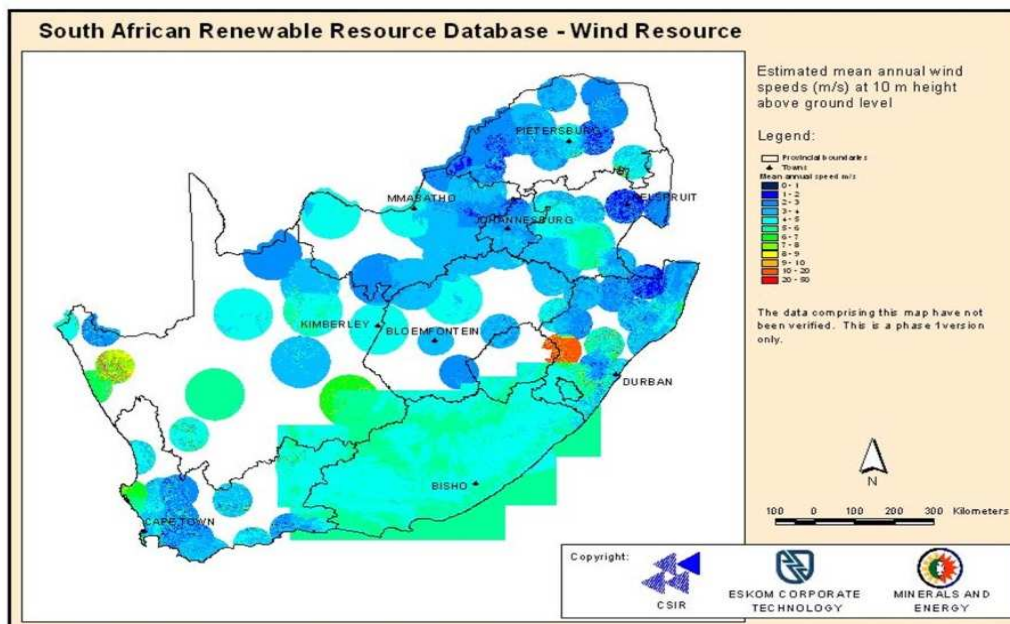 South African Renewable Resource Database - Wind Resource
Estimated mean annual wind
speeds (m/s) at 10 m height
above ground level
Legend:
Provincial boundaries
Towns
Mean annual speed m/s
0 - 1
1 - 2
2 - 3
3 - 4
4 - 5
5 - 6
6 - 7
7 - 8
8 - 9
9 - 10
10 - 20
20 - 50
The data comprising this map have not
been verified. This is a phase 1 version
only.
PIETERSBURG
MMABATHO
NELSPRUIT
JOHANNESBURG
KIMBERLEY
BLOEMFONTEIN
DURBAN
BISHO
CAPE TOWN
N
100 0 100 200 300 Kilometers
Copyright:
CSIR
ESKOM CORPORATE
TECHNOLOGY
MINERALS AND
ENERGY